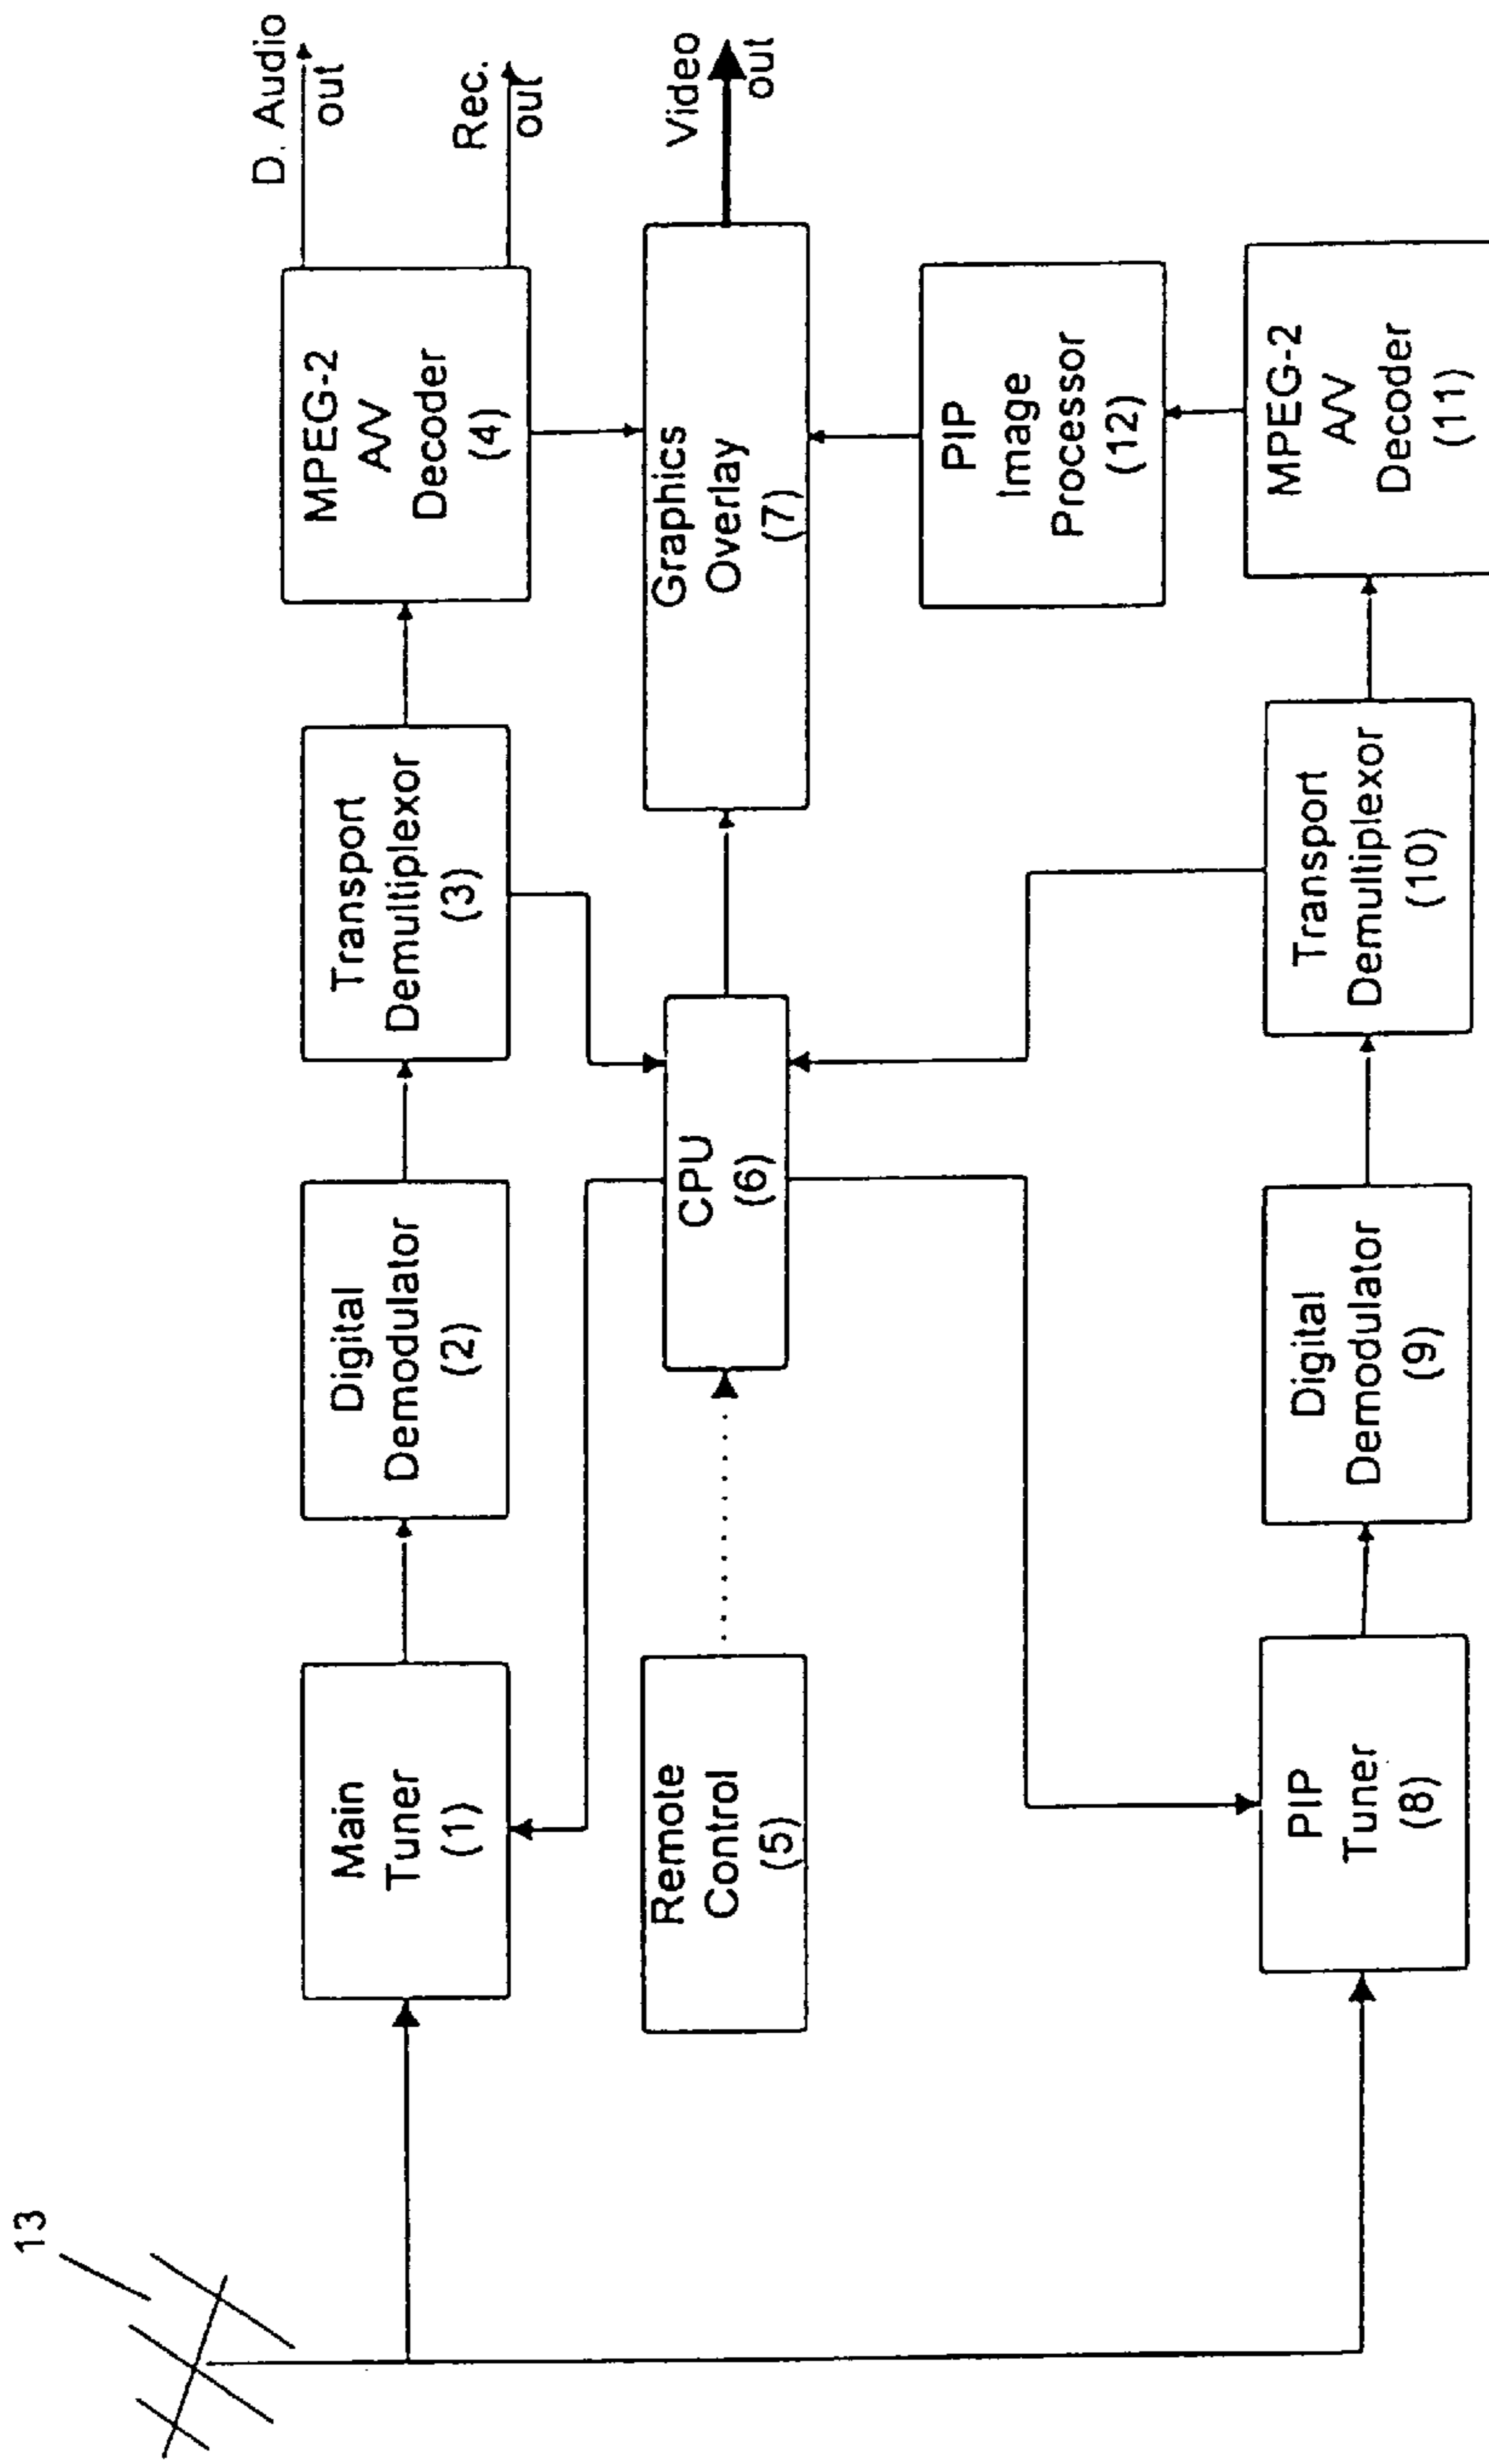 13
Main
Tuner
(1)
Digital
Demodulator
(2)
Transport
Demultiplexor
(3)
MPEG-2
A/V
Decoder
(4)
D. Audio
out
Rec.
out
Remote
Control
(5)
CPU
(6)
Graphics
Overlay
(7)
Video
out
PIP
Image
Processor
(12)
PIP
Tuner
(8)
Digital
Demodulator
(9)
Transport
Demultiplexor
(10)
MPEG-2
A/V
Decoder
(11)